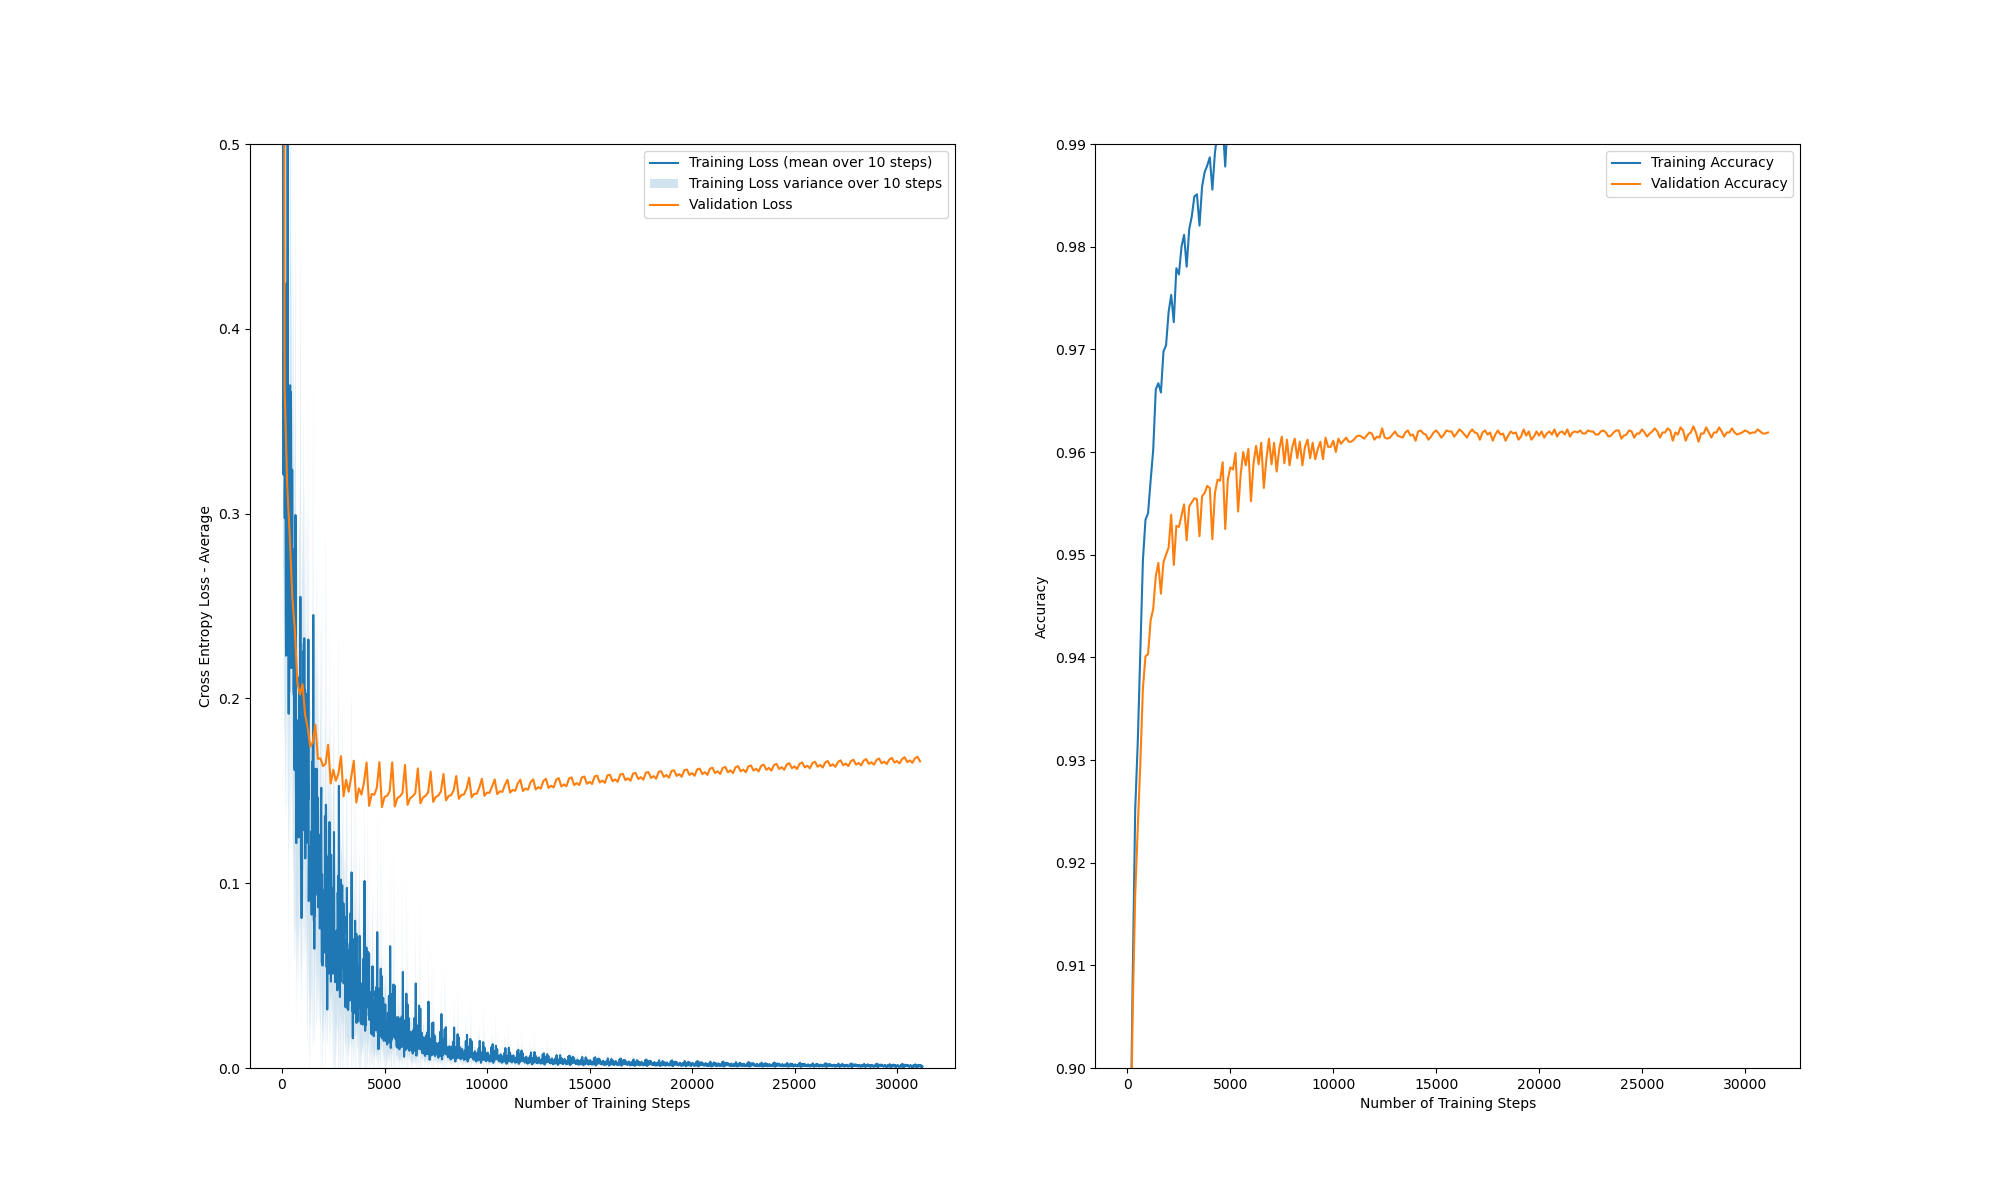 0.5
0.4
0.3
0.2
0.1
0.0
Cross Entropy Loss - Average
Training Loss (mean over 10 steps)
Training Loss variance over 10 steps
Validation Loss
0 5000 10000 15000 20000 25000 30000
Number of Training Steps
0.99
0.98
0.97
0.96
0.95
0.94
0.93
0.92
0.91
0.90
Accuracy
Training Accuracy
Validation Accuracy
0 5000 10000 15000 20000 25000 30000
Number of Training Steps